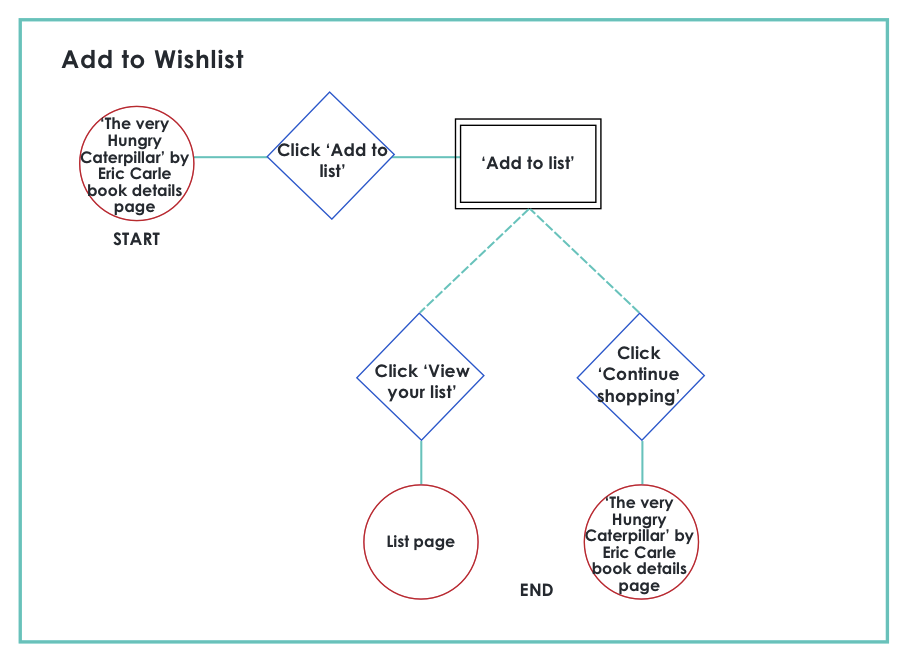 Add to Wishlist
‘The very
Hungry
Caterpillar’ by
Eric Carle
book details
page
START
Click ‘Add to
list’
‘Add to list’
Click ‘View
your list’
Click
‘Continue
shopping’
List page
‘The very
Hungry
Caterpillar’ by
Eric Carle
book details
page
END